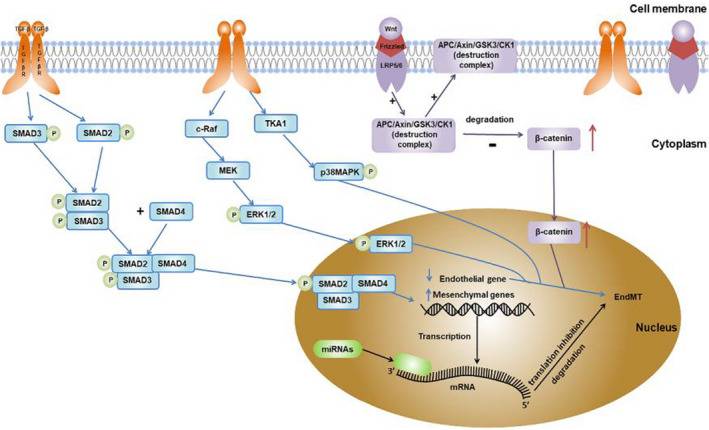 Cell membrane
TGF-β TGF-β
TGFβR
TGFβR
Wnt
Frizzled
LRP5/6
APC/Axin/GSK3/CK1
(destruction
complex)
+
+
SMAD3
P
SMAD2
P
c-Raf
TKA1
APC/Axin/GSK3/CK1
(destruction
complex)
degradation
-
β-catenin
Cytoplasm
MEK
p38MAPK
P
P
SMAD2
P
SMAD3
+
SMAD4
P
ERK1/2
β-catenin
P
ERK1/2
P
SMAD2
SMAD4
P
SMAD3
P
SMAD2
SMAD4
SMAD3
Endothelial gene
Mesenchymal genes
EndMT
Nucleus
Transcription
miRNAs
3'
mRNA
5'
translation inhibition
degradation